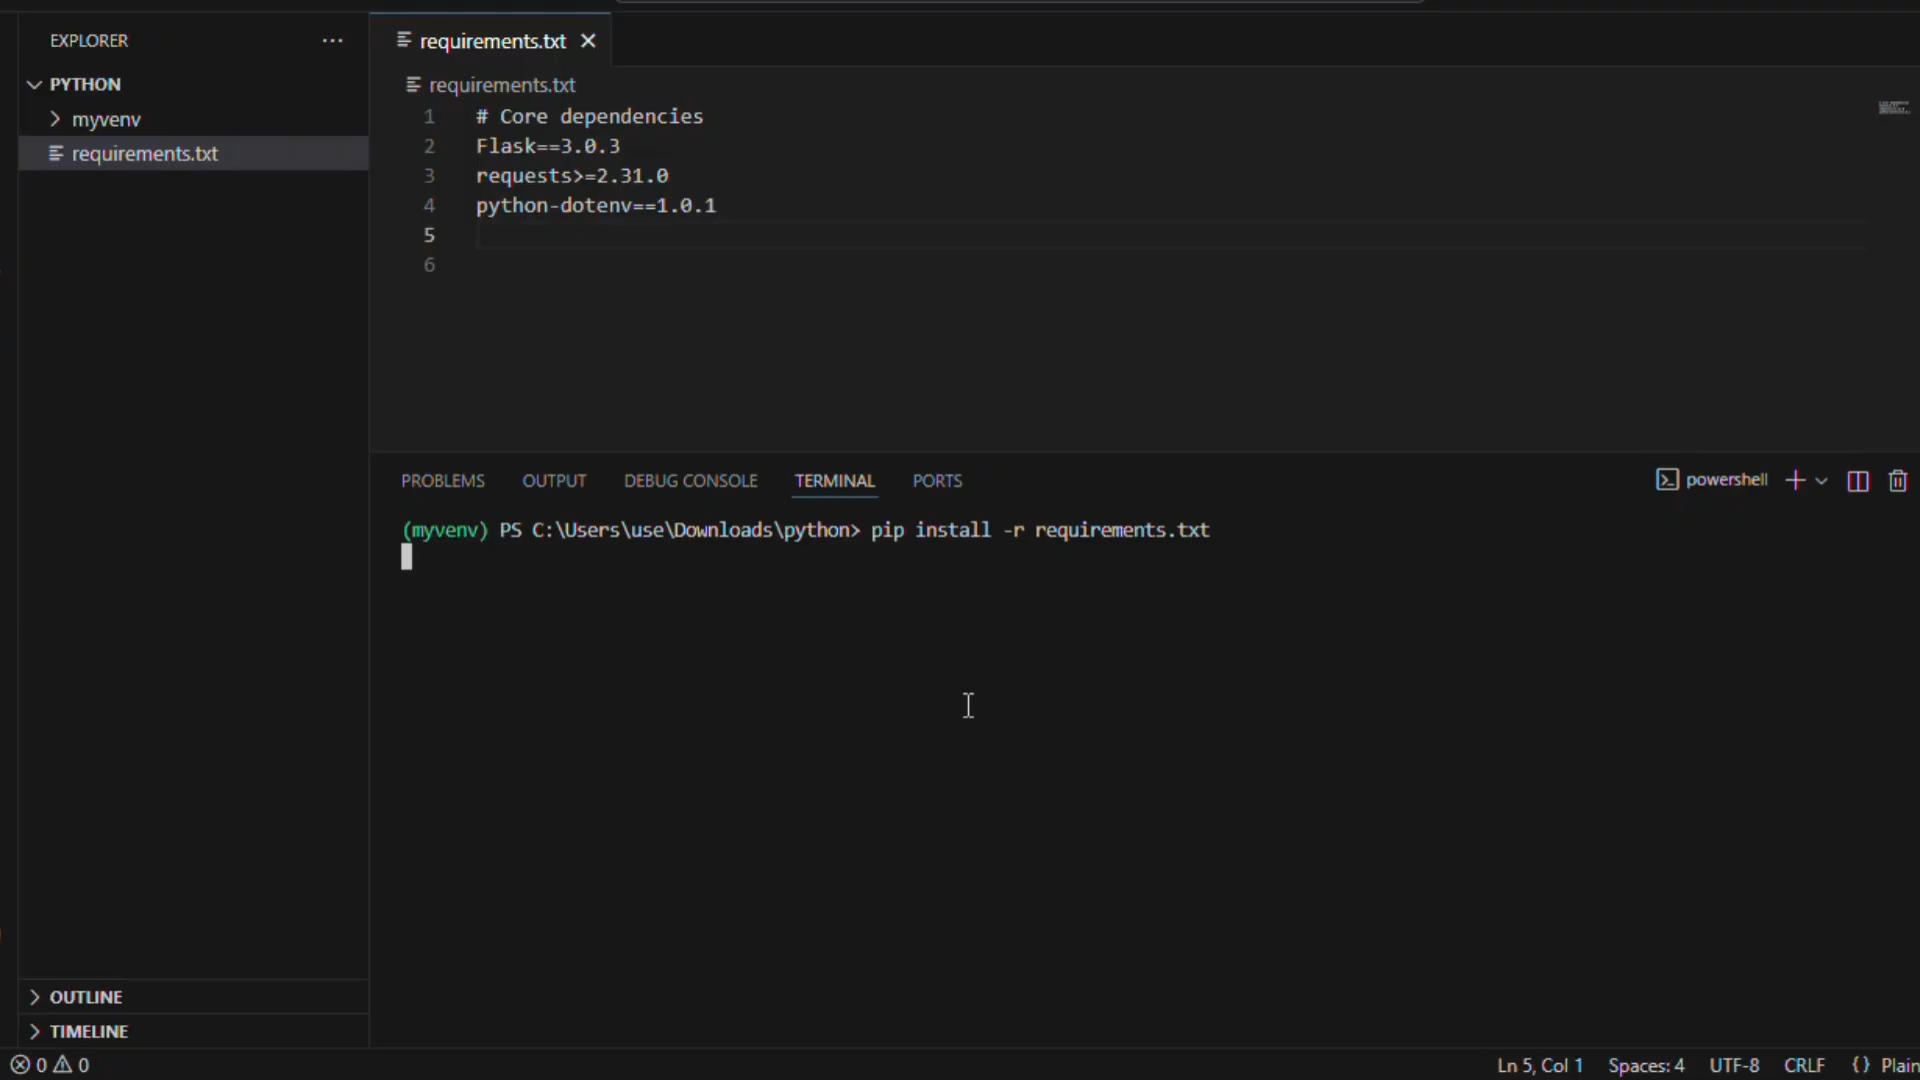 EXPLORER
PYTHON
myvenv
requirements.txt
requirements.txt
requirements.txt
1 # Core dependencies
2 Flask==3.0.3
3 requests>=2.31.0
4 python-dotenv==1.0.1
5
6
PROBLEMS OUTPUT DEBUG CONSOLE TERMINAL PORTS
powershell
(myvenv) PS C:\Users\use\Downloads\python> pip install -r requirements.txt
OUTLINE
TIMELINE
0 0
Ln 5, Col 1 Spaces: 4 UTF-8 CRLF {} Plain